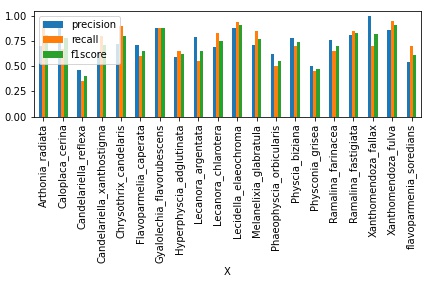 1.00
0.75
0.50
0.25
0.00
precision
recall
f1score
Arthonia_radiata
Caloplaca_cerina
Candelariella_reflexa
Candelariella_xanthostigma
Chrysothrix_candelaris
Flavoparmelia_caperata
Gyalolechia_flavorubescens
Hyperphyscia_adglutinata
Lecanora_argentata
Lecanora_chlarotera
Lecidella_elaeochroma
Melanelixia_glabratula
Phaeophyscia_orbicularis
Physcia_biziana
Physconia_grisea
Ramalina_farinacea
Ramalina_fastigiata
Xanthomendoza_fallax
Xanthomendoza_fulva
flavoparmenia_soredians
X